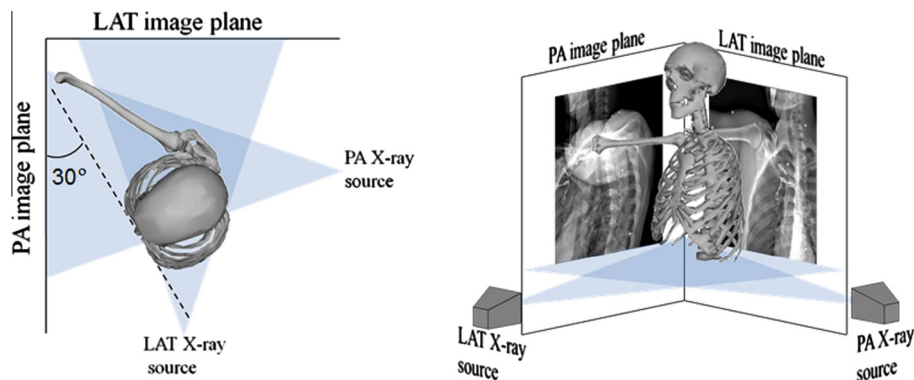 LAT image plane
PA image plane
30°
PA X-ray
source
LAT X-ray
source
PA image plane
LAT image plane
LAT X-ray
source
PA X-ray
source